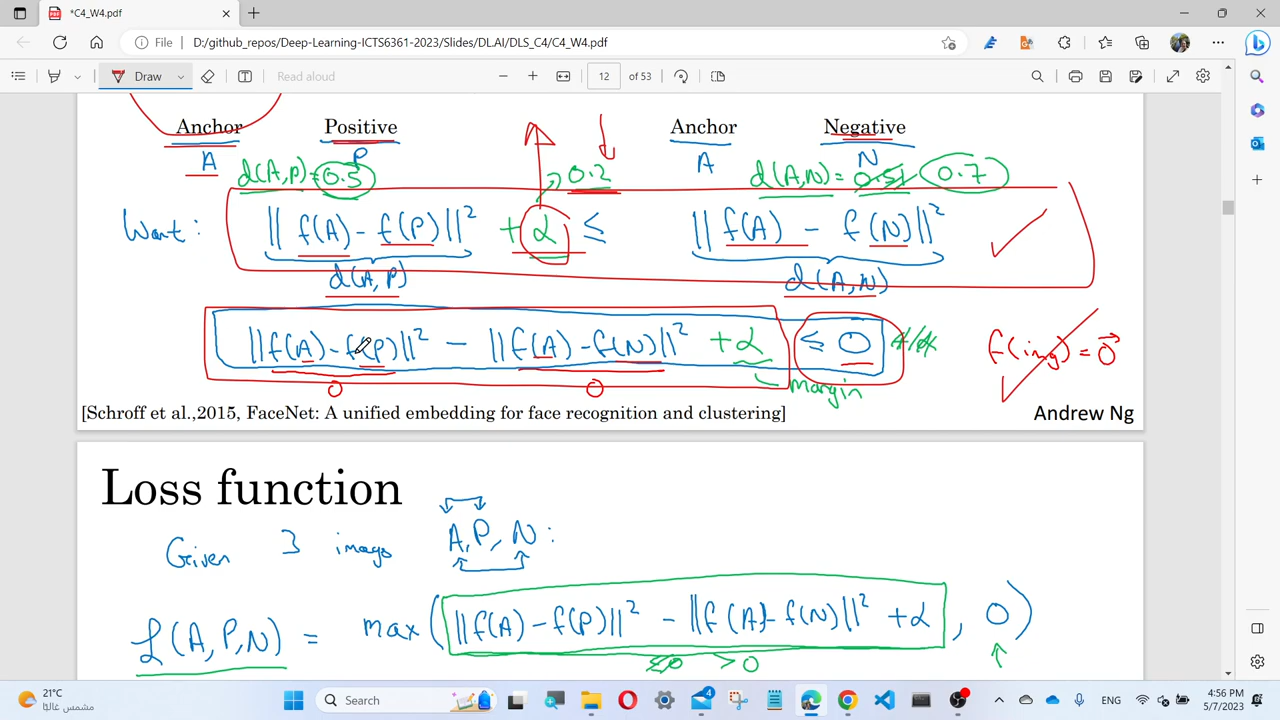 *C4_W4.pdf
File D:/github_repos/Deep-Learning-ICTS6361-2023/Slides/DL.AI/DLS_C4/C4_W4.pdf
Draw Read aloud 12 of 53
Anchor Positive Anchor Negative
A P A N
d(A,P)=0.5 0.2 d(A,N)=0.51 0.7
Want: ||f(A)-f(P)||² + α ≤ ||f(A) - f(N)||²
d(A,P) d(A,N)
||f(A)-f(P)||² - ||f(A)-f(N)||² + α ≤ 0 f(img)=0⃗
0 0 margin
[Schroff et al.,2015, FaceNet: A unified embedding for face recognition and clustering] Andrew Ng
Loss function
Given 3 images A,P,N:
L(A,P,N) = max(||f(A)-f(P)||² - ||f(A)-f(N)||² + α, 0)
≤0 >0
21°C
مشمس غالبًا
Search
4
ENG
4:56 PM
5/7/2023